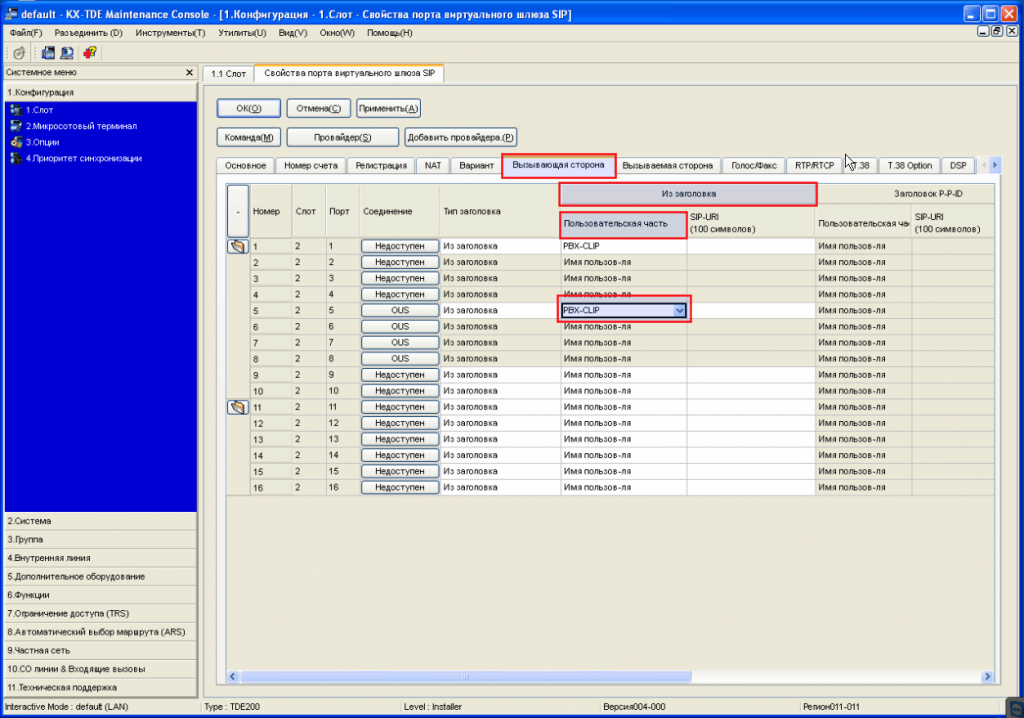 default - KX-TDE Maintenance Console - [1.Конфигурация - 1.Слот - Свойства порта виртуального шлюза SIP]
Файл(F) Разъединить (D) Инструменты(T) Утилиты(U) Вид(V) Окно(W) Помощь(H)
Системное меню
1.1 Слот Свойства порта виртуального шлюза SIP
1.Конфигурация
1.Слот
2.Микросотовый терминал
3.Опции
4.Приоритет синхронизации
2.Система
3.Группа
4.Внутренняя линия
5.Дополнительное оборудование
6.Функции
7.Ограничение доступа (TRS)
8.Автоматический выбор маршрута (ARS)
9.Частная сеть
10.CO линии & Входящие вызовы
11.Техническая поддержка
ОК(O) Отмена(C) Применить(A)
Команда(M) Провайдер(S) Добавить провайдера.(P)
Основное Номер счета Регистрация NAT Вариант Вызывающая сторона Вызываемая сторона Голос/Факс RTP/RTCP T.38 T.38 Option DSP
Из заголовка Заголовок P-P-ID
- Номер Слот Порт Соединение Тип заголовка Пользовательская часть SIP-URI (100 символов) Пользовательская ча SIP-URI (100 символов)
1 2 1 Недоступен Из заголовка PBX-CLIP Имя пользов-ля
2 2 2 Недоступен Из заголовка Имя пользов-ля Имя пользов-ля
3 2 3 Недоступен Из заголовка Имя пользов-ля Имя пользов-ля
4 2 4 Недоступен Из заголовка Имя пользов-ля Имя пользов-ля
5 2 5 OUS Из заголовка PBX-CLIP Имя пользов-ля
6 2 6 OUS Из заголовка Имя пользов-ля Имя пользов-ля
7 2 7 OUS Из заголовка Имя пользов-ля Имя пользов-ля
8 2 8 OUS Из заголовка Имя пользов-ля Имя пользов-ля
9 2 9 Недоступен Из заголовка Имя пользов-ля Имя пользов-ля
10 2 10 Недоступен Из заголовка Имя пользов-ля Имя пользов-ля
11 2 11 Недоступен Из заголовка Имя пользов-ля Имя пользов-ля
12 2 12 Недоступен Из заголовка Имя пользов-ля Имя пользов-ля
13 2 13 Недоступен Из заголовка Имя пользов-ля Имя пользов-ля
14 2 14 Недоступен Из заголовка Имя пользов-ля Имя пользов-ля
15 2 15 Недоступен Из заголовка Имя пользов-ля Имя пользов-ля
16 2 16 Недоступен Из заголовка Имя пользов-ля Имя пользов-ля
Interactive Mode : default (LAN) Type : TDE200 Level : Installer Версия004-000 Регион011-011